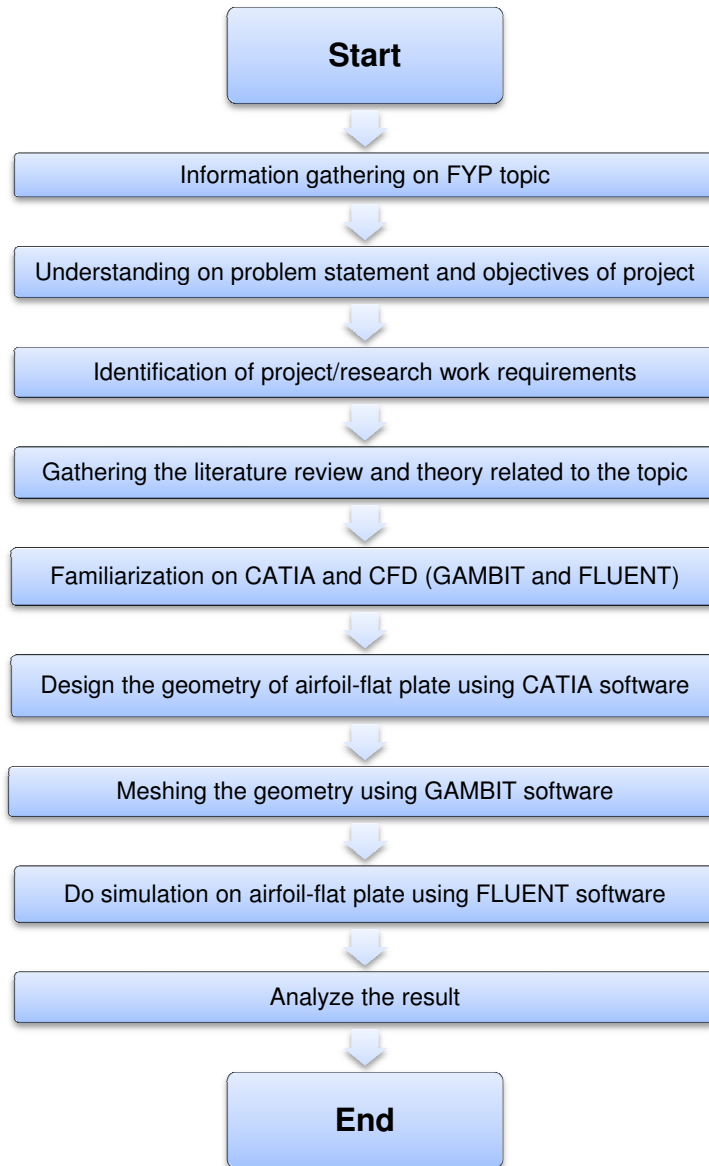 Start
Information gathering on FYP topic
Understanding on problem statement and objectives of project
Identification of project/research work requirements
Gathering the literature review and theory related to the topic
Familiarization on CATIA and CFD (GAMBIT and FLUENT)
Design the geometry of airfoil-flat plate using CATIA software
Meshing the geometry using GAMBIT software
Do simulation on airfoil-flat plate using FLUENT software
Analyze the result
End